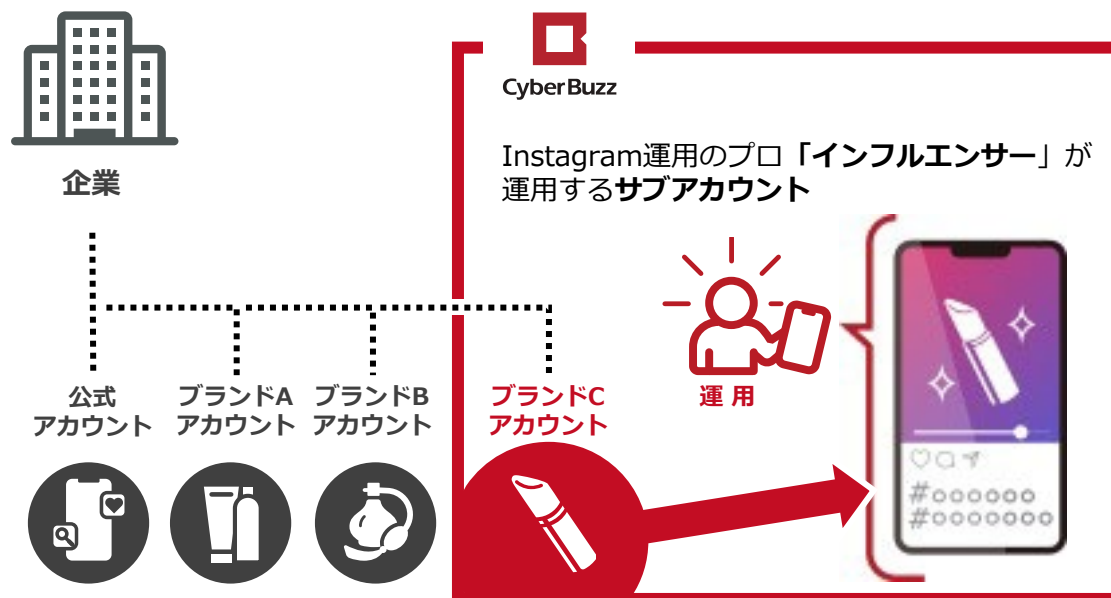 CyberBuzz
Instagram運用のプロ「インフルエンサー」が
運用するサブアカウント
企業
運用
公式
アカウント
ブランドA
アカウント
ブランドB
アカウント
ブランドC
アカウント
#oooooo
#ooooooo